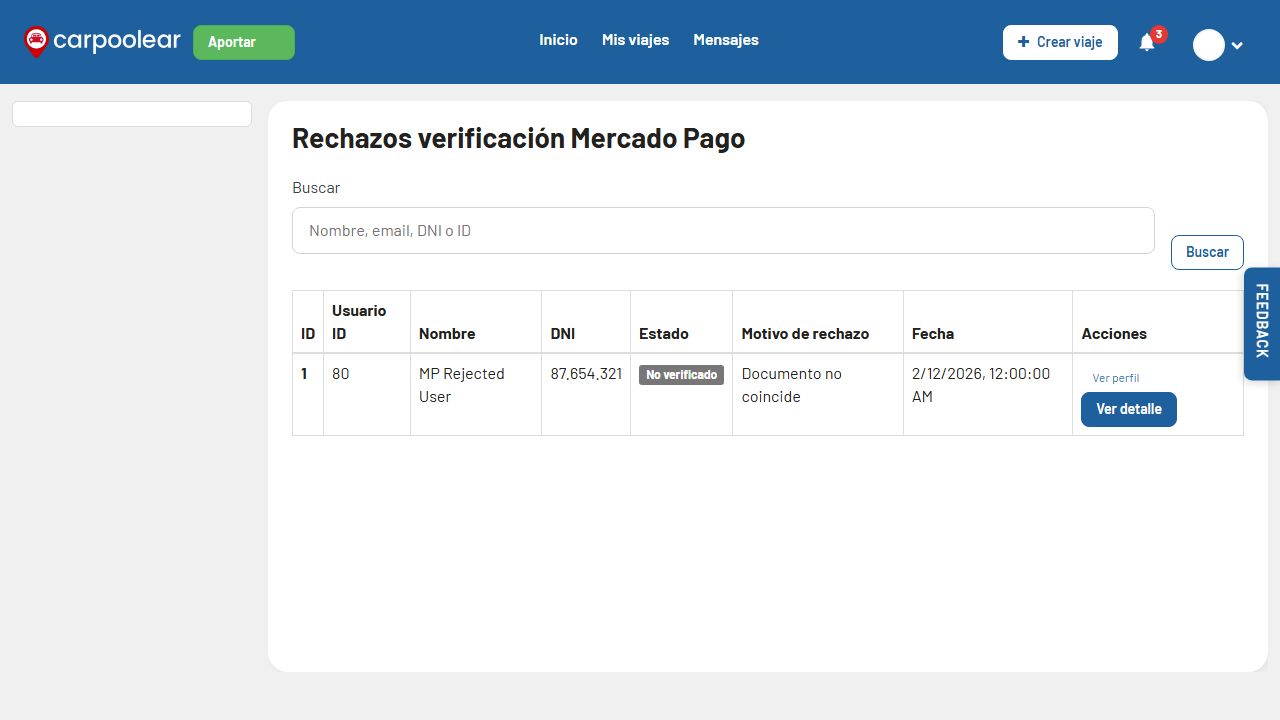 carpoolear
Aportar
Inicio
Mis viajes
Mensajes
Crear viaje
3
Rechazos verificación Mercado Pago
Buscar
Nombre, email, DNI o ID
Buscar
FEEDBACK
ID
Usuario
ID
Nombre
DNI
Estado
Motivo de rechazo
Fecha
Acciones
1
80
MP Rejected
User
87.654.321
No verificado
Documento no
coincide
2/12/2026, 12:00:00
AM
Ver perfil
Ver detalle